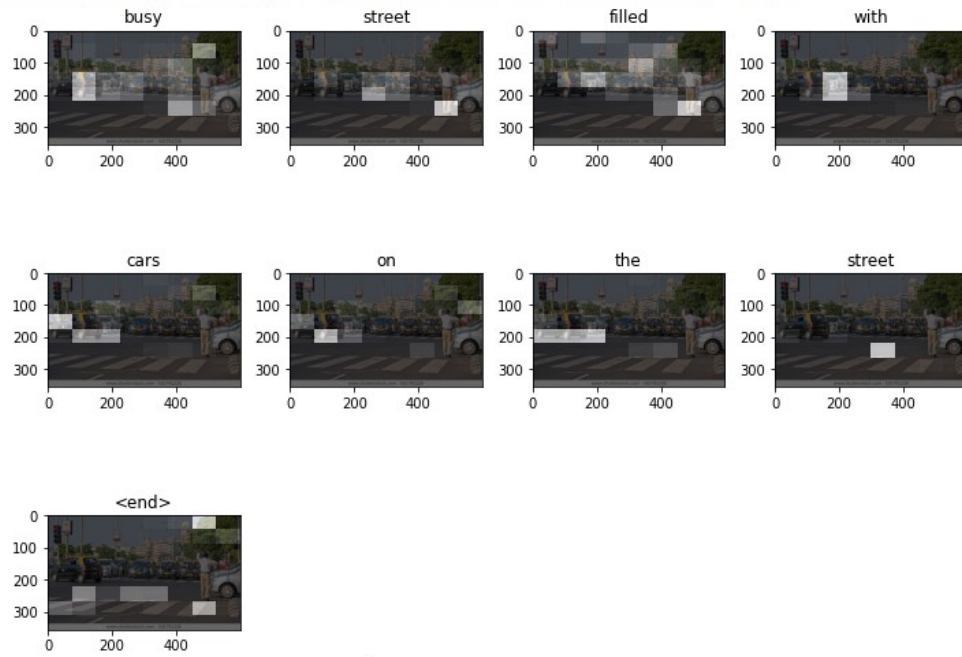 busy street filled with
0 0 0 0
100 100 100 100
200 200 200 200
300 300 300 300
0 200 400 0 200 400 0 200 400 0 200 400
cars on the street
0 0 0 0
100 100 100 100
200 200 200 200
300 300 300 300
0 200 400 0 200 400 0 200 400 0 200 400
<end>
0
100
200
300
0 200 400